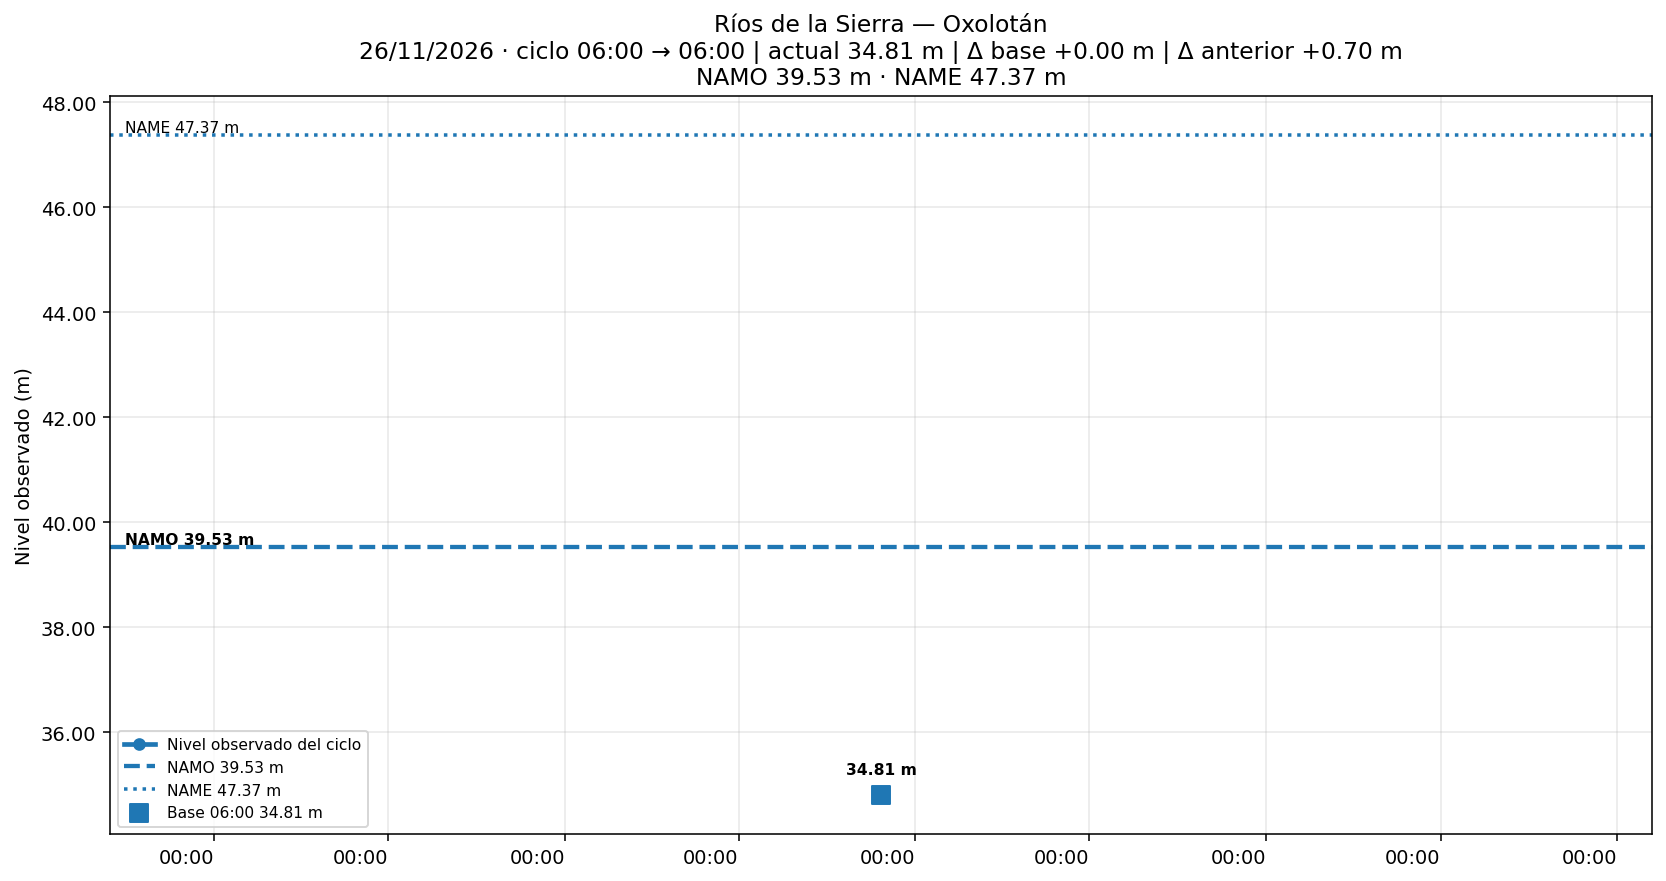 Ríos de la Sierra — Oxolotán
26/11/2026 · ciclo 06:00 → 06:00 | actual 34.81 m | Δ base +0.00 m | Δ anterior +0.70 m
NAMO 39.53 m · NAME 47.37 m
48.00
NAME 47.37 m
46.00
44.00
42.00
Nivel observado (m)
40.00
NAMO 39.53 m
38.00
36.00
34.81 m
Nivel observado del ciclo
NAMO 39.53 m
NAME 47.37 m
Base 06:00 34.81 m
00:00 00:00 00:00 00:00 00:00 00:00 00:00 00:00 00:00